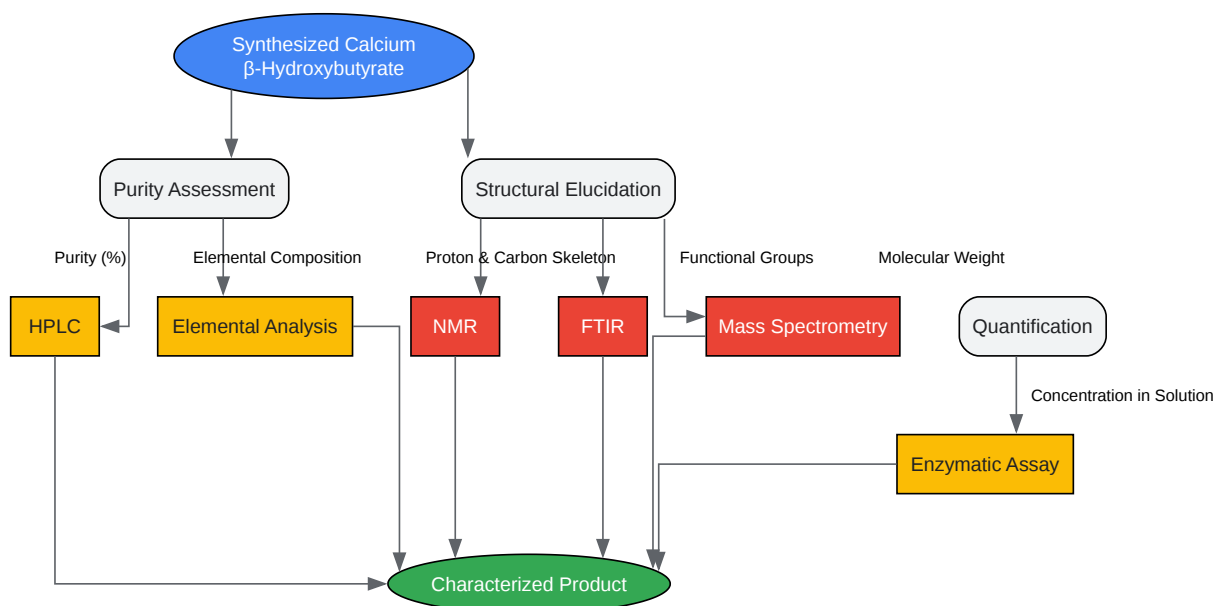 Synthesized Calcium
β-Hydroxybutyrate
Purity Assessment
Structural Elucidation
Purity (%)
Elemental Composition
Proton & Carbon Skeleton
Functional Groups
Molecular Weight
HPLC
Elemental Analysis
NMR
FTIR
Mass Spectrometry
Quantification
Concentration in Solution
Enzymatic Assay
Characterized Product